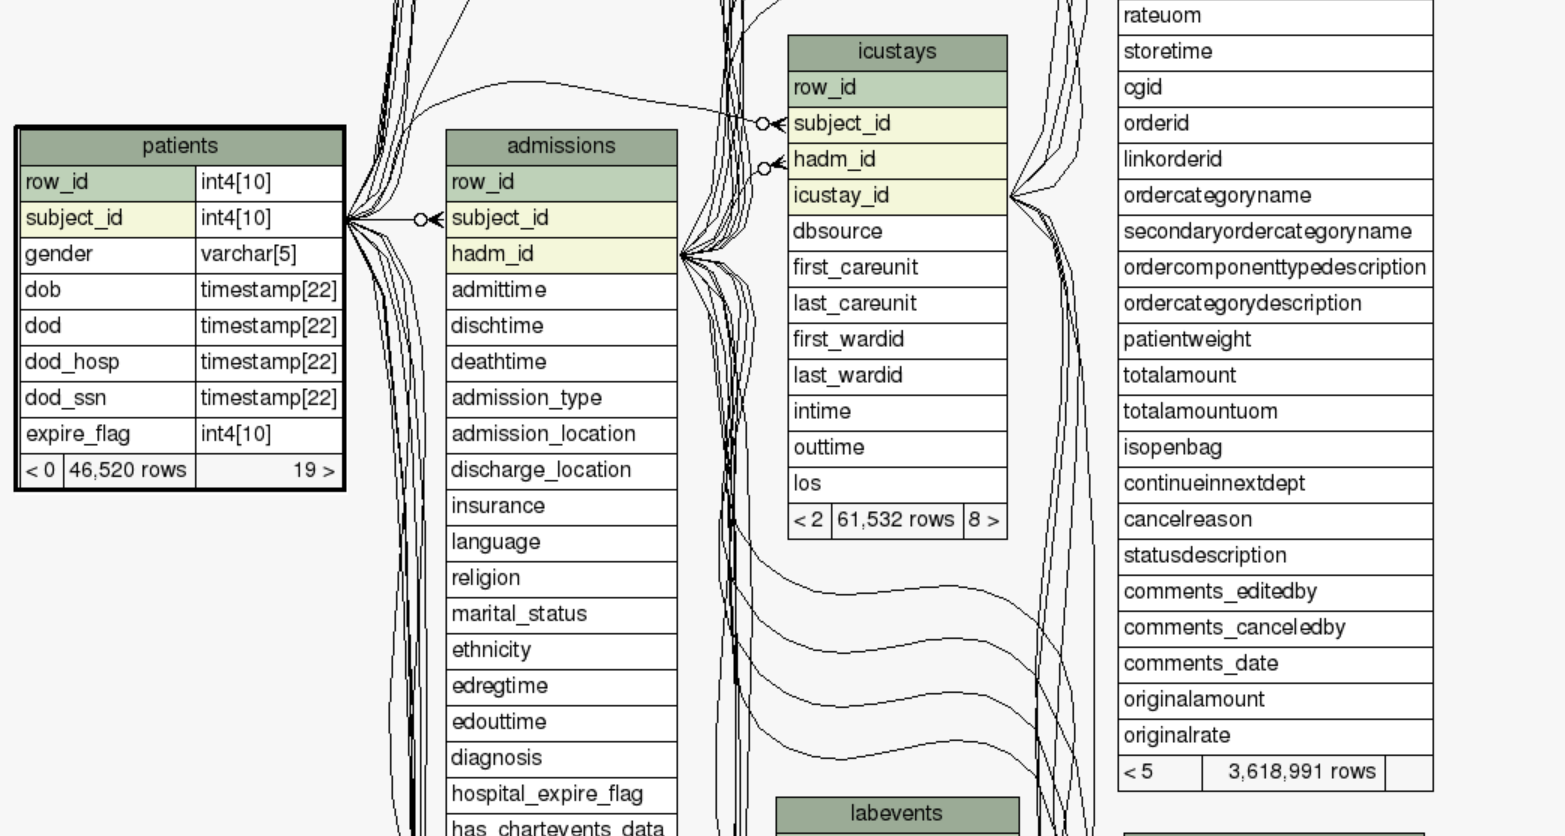 patients
row_id int4[10]
subject_id int4[10]
gender varchar[5]
dob timestamp[22]
dod timestamp[22]
dod_hosp timestamp[22]
dod_ssn timestamp[22]
expire_flag int4[10]
< 0 46,520 rows 19 >
admissions
row_id
subject_id
hadm_id
admittime
dischtime
deathtime
admission_type
admission_location
discharge_location
insurance
language
religion
marital_status
ethnicity
edregtime
edouttime
diagnosis
hospital_expire_flag
has_chartevents_data
icustays
row_id
subject_id
hadm_id
icustay_id
dbsource
first_careunit
last_careunit
first_wardid
last_wardid
intime
outtime
los
< 2 61,532 rows 8 >
labevents
rateuom
storetime
cgid
orderid
linkorderid
ordercategoryname
secondaryordercategoryname
ordercomponenttypedescription
ordercategorydescription
patientweight
totalamount
totalamountuom
isopenbag
continueinnextdept
cancelreason
statusdescription
comments_editedby
comments_canceledby
comments_date
originalamount
originalrate
< 5 3,618,991 rows